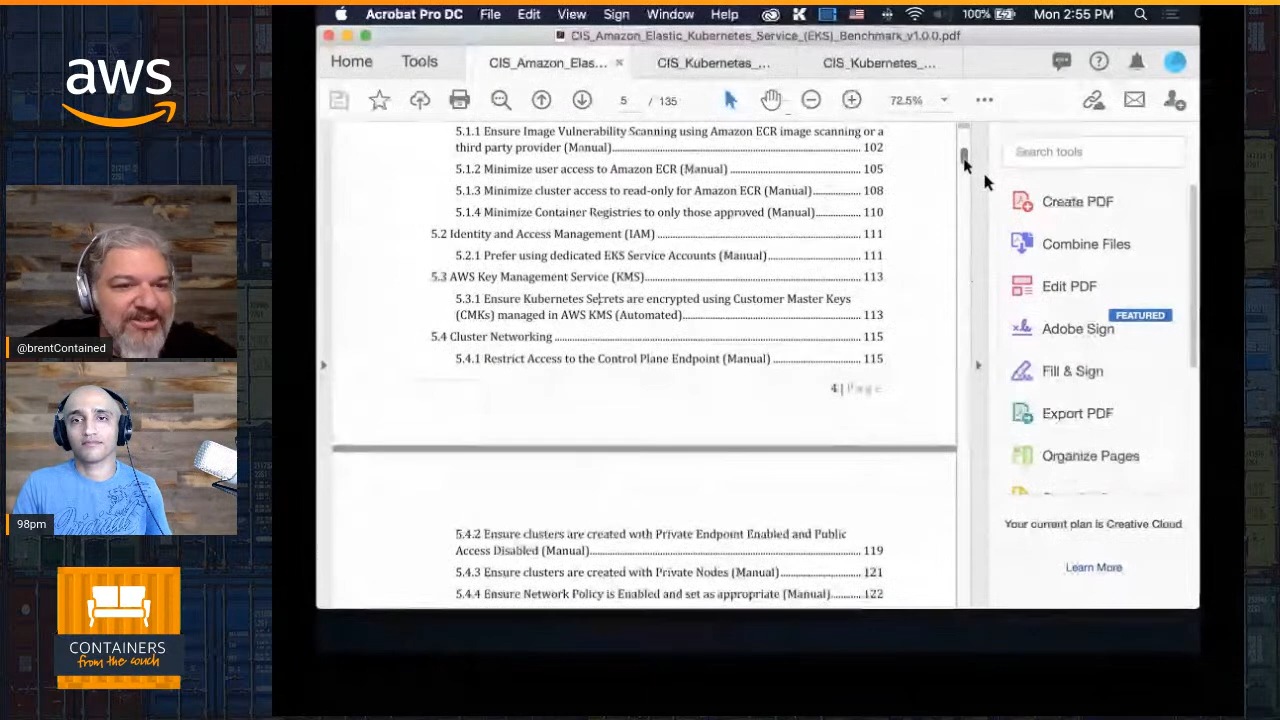 aws
@brentContained
98pm
CONTAINERS
from the couch
Acrobat Pro DC File Edit View Sign Window Help 100% Mon 2:55 PM
CIS_Amazon_Elastic_Kubernetes_Service_(EKS)_Benchmark_v1.0.0.pdf
Home Tools CIS_Amazon_Elas... × CIS_Kubernetes_... CIS_Kubernetes_...
5 / 135 72.5%
5.1.1 Ensure Image Vulnerability Scanning using Amazon ECR image scanning or a
third party provider (Manual) 102
5.1.2 Minimize user access to Amazon ECR (Manual) 105
5.1.3 Minimize cluster access to read-only for Amazon ECR (Manual) 108
5.1.4 Minimize Container Registries to only those approved (Manual) 110
5.2 Identity and Access Management (IAM) 111
5.2.1 Prefer using dedicated EKS Service Accounts (Manual) 111
5.3 AWS Key Management Service (KMS) 113
5.3.1 Ensure Kubernetes Secrets are encrypted using Customer Master Keys
(CMKs) managed in AWS KMS (Automated) 113
5.4 Cluster Networking 115
5.4.1 Restrict Access to the Control Plane Endpoint (Manual) 115
4 | Page
5.4.2 Ensure clusters are created with Private Endpoint Enabled and Public
Access Disabled (Manual) 119
5.4.3 Ensure clusters are created with Private Nodes (Manual) 121
5.4.4 Ensure Network Policy is Enabled and set as appropriate (Manual) 122
Search tools
Create PDF
Combine Files
Edit PDF
FEATURED
Adobe Sign
Fill & Sign
Export PDF
Organize Pages
Your current plan is Creative Cloud
Learn More